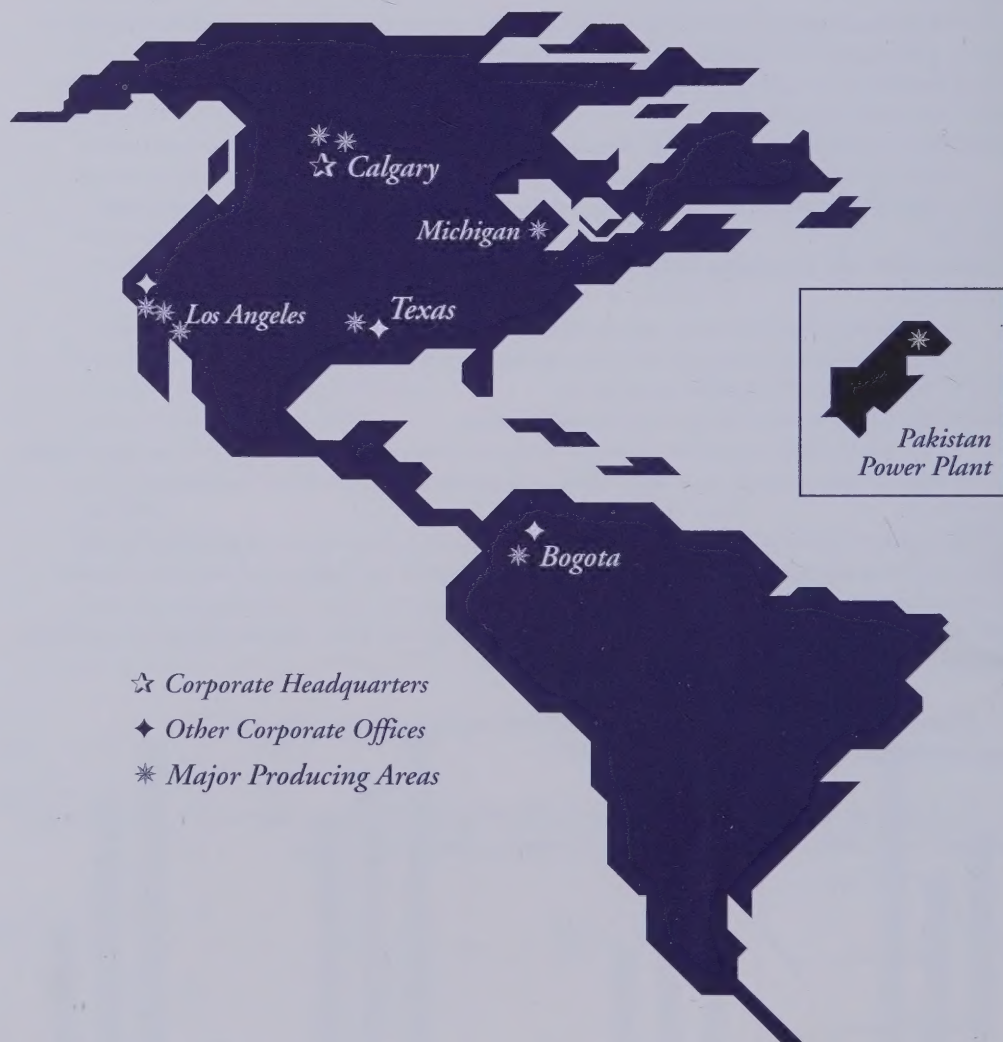 Calgary
Michigan
Los Angeles
Texas
Pakistan
Power Plant
Bogota
Corporate Headquarters
Other Corporate Offices
Major Producing Areas